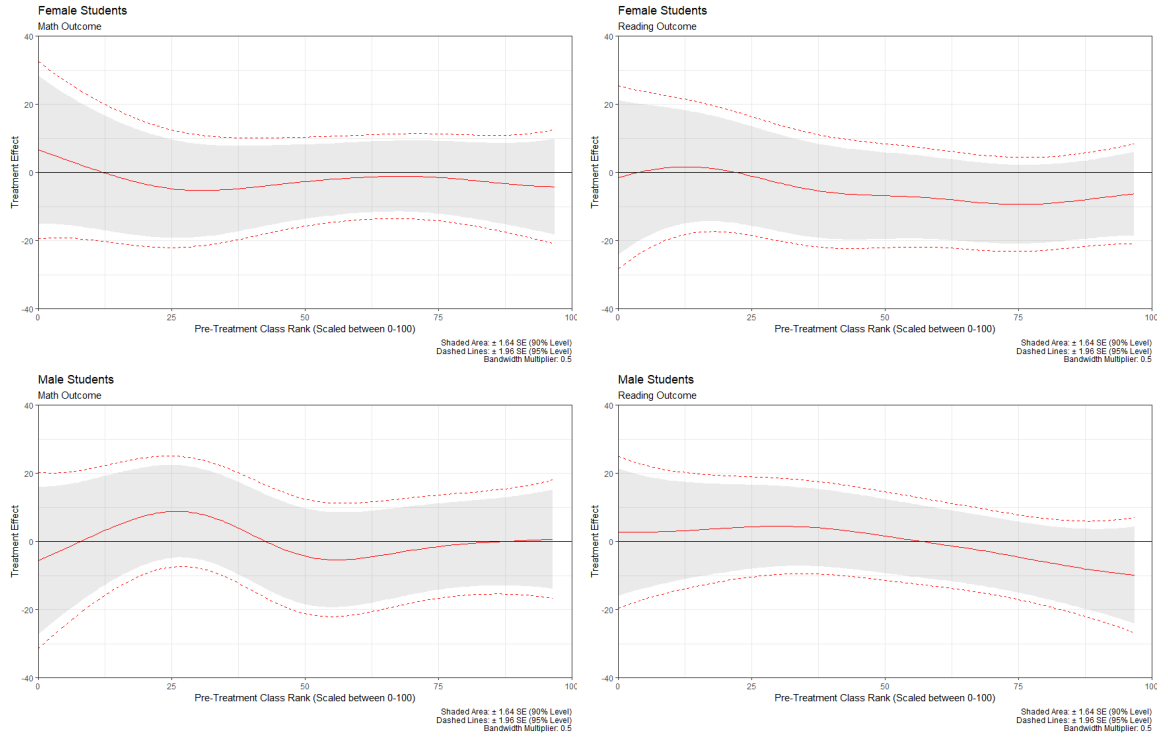 Female Students
Math Outcome
40
20
0
-20
-40
Treatment Effect
0
25
50
75
100
Pre-Treatment Class Rank (Scaled between 0-100)
Shaded Area: ± 1.64 SE (90% Level)
Dashed Lines: ± 1.96 SE (95% Level)
Bandwidth Multiplier: 0.5
Female Students
Reading Outcome
40
20
0
-20
-40
Treatment Effect
0
25
50
75
100
Pre-Treatment Class Rank (Scaled between 0-100)
Shaded Area: ± 1.64 SE (90% Level)
Dashed Lines: ± 1.96 SE (95% Level)
Bandwidth Multiplier: 0.5
Male Students
Math Outcome
40
20
0
-20
-40
Treatment Effect
0
25
50
75
100
Pre-Treatment Class Rank (Scaled between 0-100)
Shaded Area: ± 1.64 SE (90% Level)
Dashed Lines: ± 1.96 SE (95% Level)
Bandwidth Multiplier: 0.5
Male Students
Reading Outcome
40
20
0
-20
-40
Treatment Effect
0
25
50
75
100
Pre-Treatment Class Rank (Scaled between 0-100)
Shaded Area: ± 1.64 SE (90% Level)
Dashed Lines: ± 1.96 SE (95% Level)
Bandwidth Multiplier: 0.5